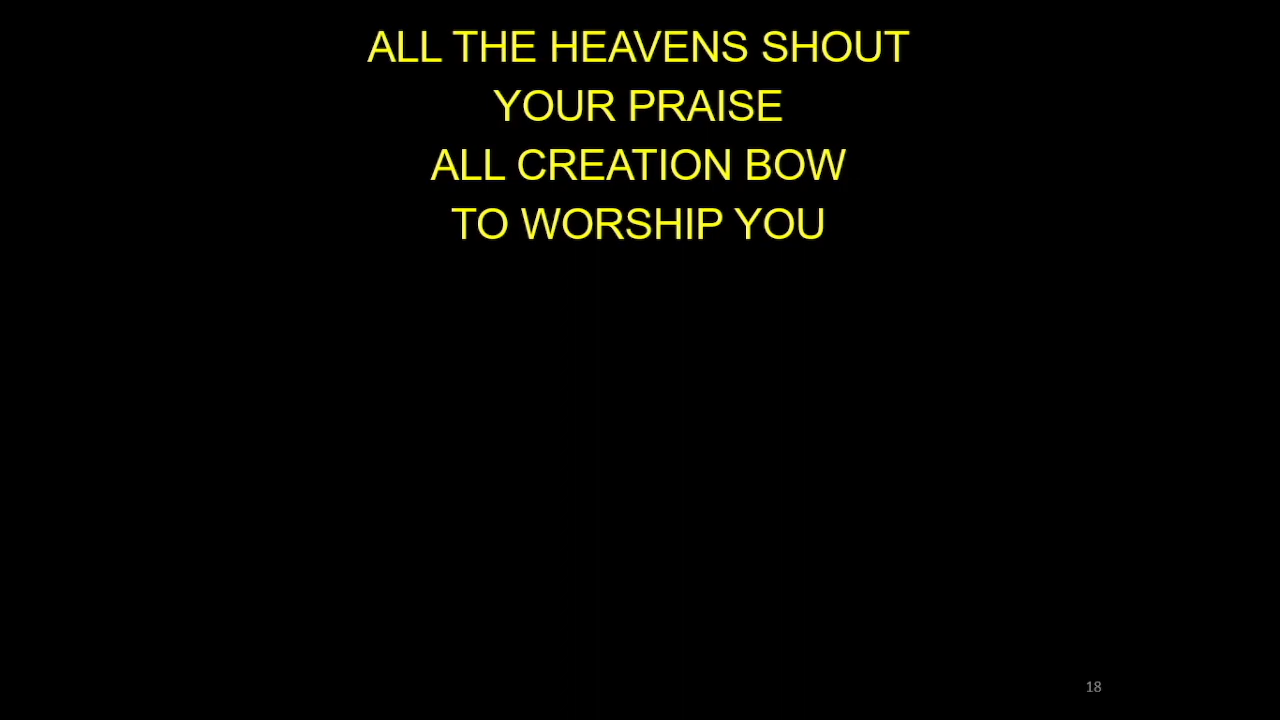 ALL THE HEAVENS SHOUT
YOUR PRAISE
ALL CREATION BOW
TO WORSHIP YOU
18